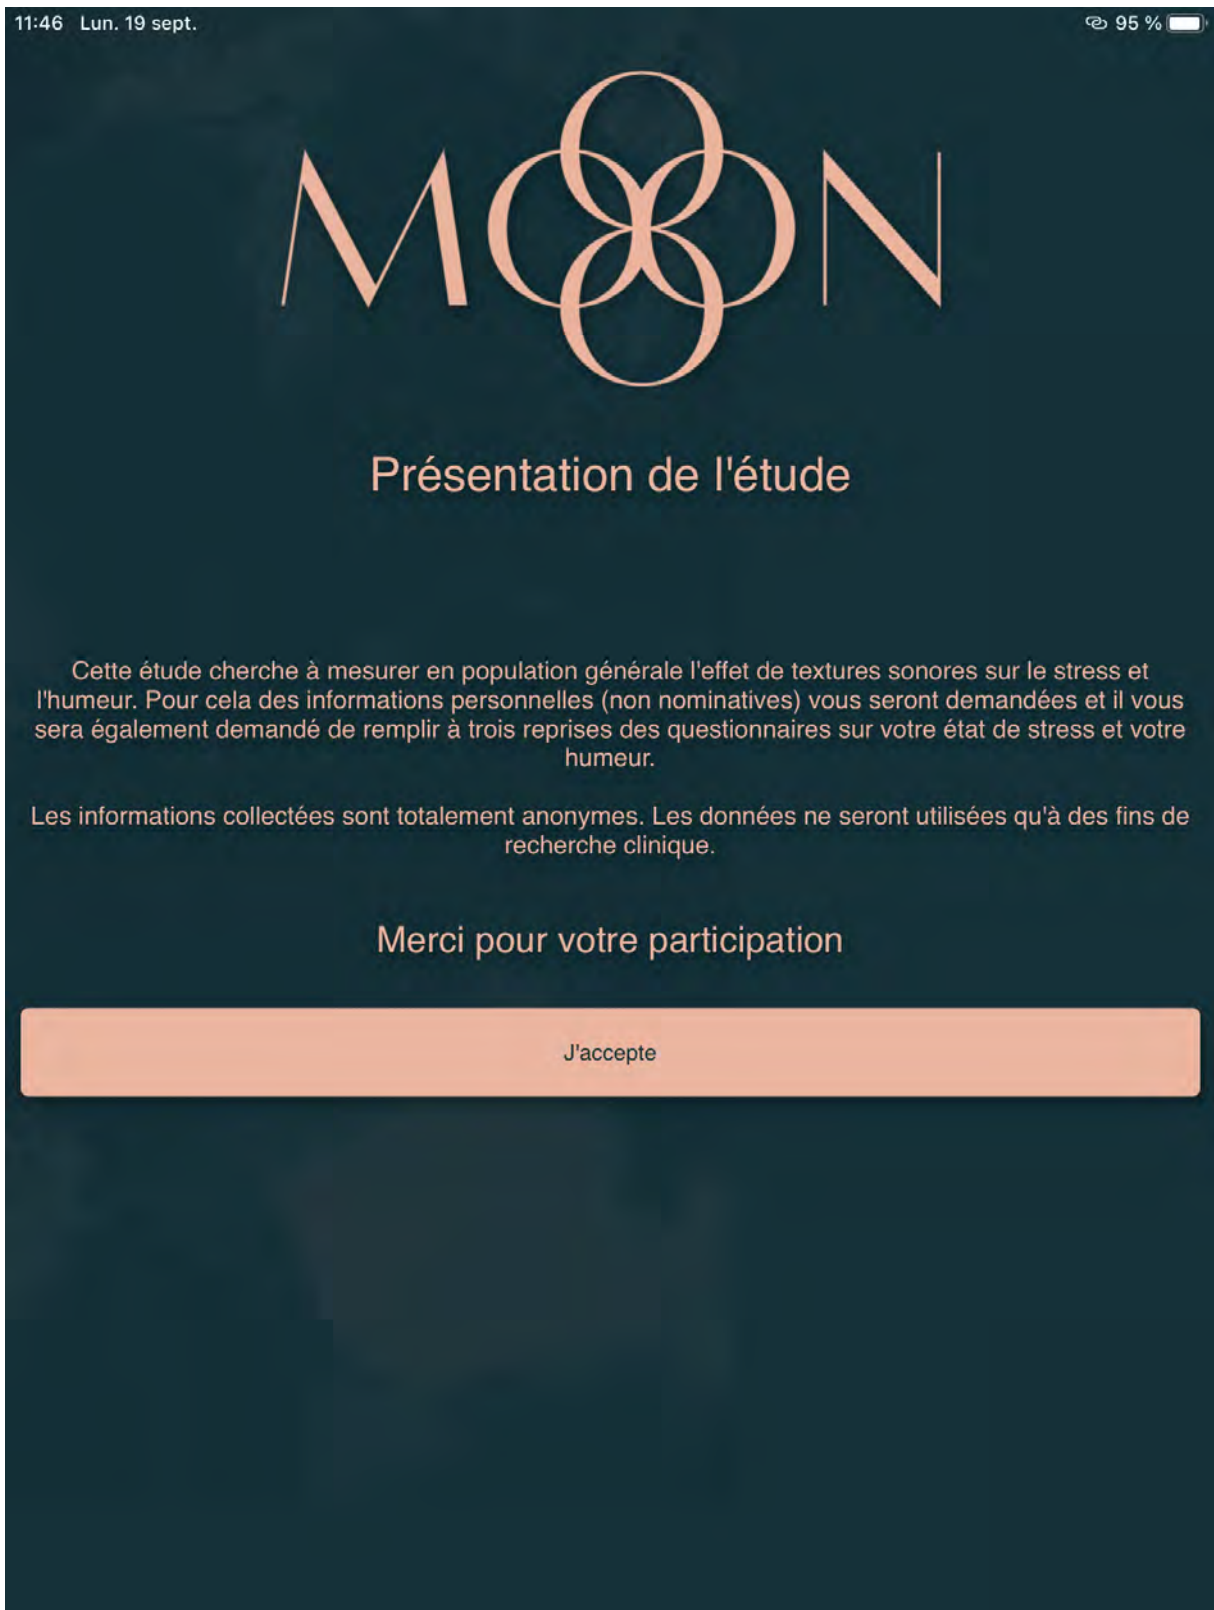 11:46 Lun. 19 sept.
95 %
MOON
Présentation de l'étude
Cette étude cherche à mesurer en population générale l'effet de textures sonores sur le stress et
l'humeur. Pour cela des informations personnelles (non nominatives) vous seront demandées et il vous
sera également demandé de remplir à trois reprises des questionnaires sur votre état de stress et votre
humeur.
Les informations collectées sont totalement anonymes. Les données ne seront utilisées qu'à des fins de
recherche clinique.
Merci pour votre participation
J'accepte